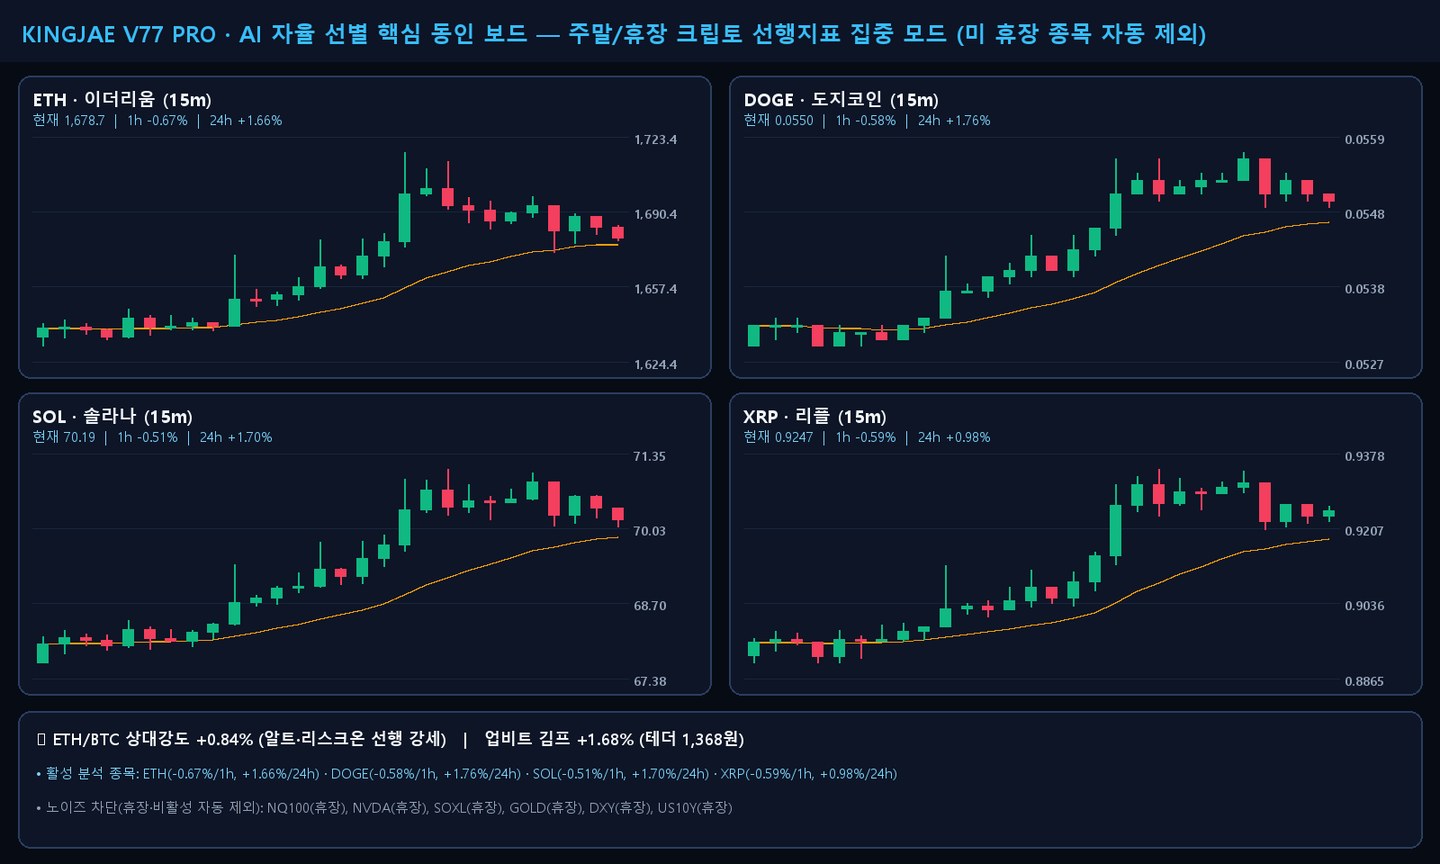 KINGJAE V77 PRO · AI 자율 선별 핵심 동인 보드 — 주말/휴장 크립토 선행지표 집중 모드 (미 휴장 종목 자동 제외)
ETH · 이더리움 (15m)
현재 1,678.7 | 1h -0.67% | 24h +1.66%
1,723.4
1,690.4
1,657.4
1,624.4
DOGE · 도지코인 (15m)
현재 0.0550 | 1h -0.58% | 24h +1.76%
0.0559
0.0548
0.0538
0.0527
SOL · 솔라나 (15m)
현재 70.19 | 1h -0.51% | 24h +1.70%
71.35
70.03
68.70
67.38
XRP · 리플 (15m)
현재 0.9247 | 1h -0.59% | 24h +0.98%
0.9378
0.9207
0.9036
0.8865
ETH/BTC 상대강도 +0.84% (알트·리스크온 선행 강세) | 업비트 김프 +1.68% (테더 1,368원)
• 활성 분석 종목: ETH(-0.67%/1h, +1.66%/24h) · DOGE(-0.58%/1h, +1.76%/24h) · SOL(-0.51%/1h, +1.70%/24h) · XRP(-0.59%/1h, +0.98%/24h)
• 노이즈 차단(휴장·비활성 자동 제외): NQ100(휴장), NVDA(휴장), SOXL(휴장), GOLD(휴장), DXY(휴장), US10Y(휴장)